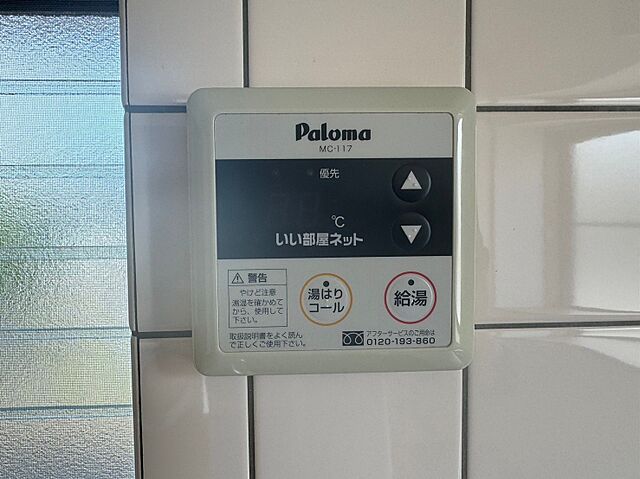 Paloma
MC-117
優先
℃
いい部屋ネット
警告
やけど注意
湯温を確かめて
から、使用して
下さい。
湯はり
コール
給湯
取扱説明書をよく読ん
で正しくご使用下さい。
アフターサービスのご用命は
0120-193-860